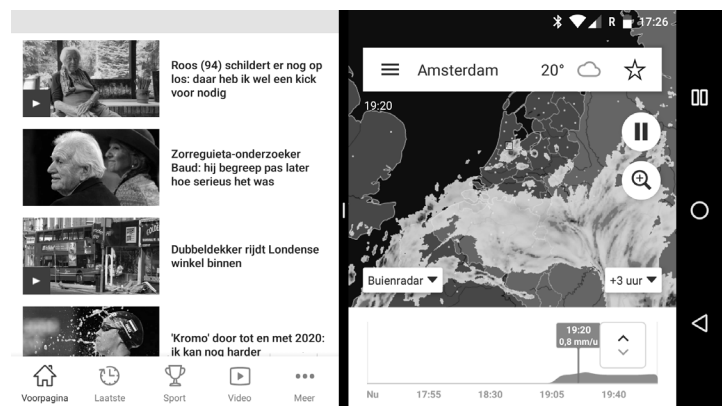 Roos (94) schildert er nog op
los: daar heb ik wel een kick
voor nodig
Zorreguieta-onderzoeker
Baud: hij begreep pas later
hoe serieus het was
Dubbeldekker rijdt Londense
winkel binnen
'Kromo' door tot en met 2020:
ik kan nog harder
Voorpagina
Laatste
Sport
Video
Meer
R
17:26
Amsterdam
20°
19:20
Buienradar
+3 uur
19:20
0,8 mm/u
Nu
17:55
18:30
19:05
19:40